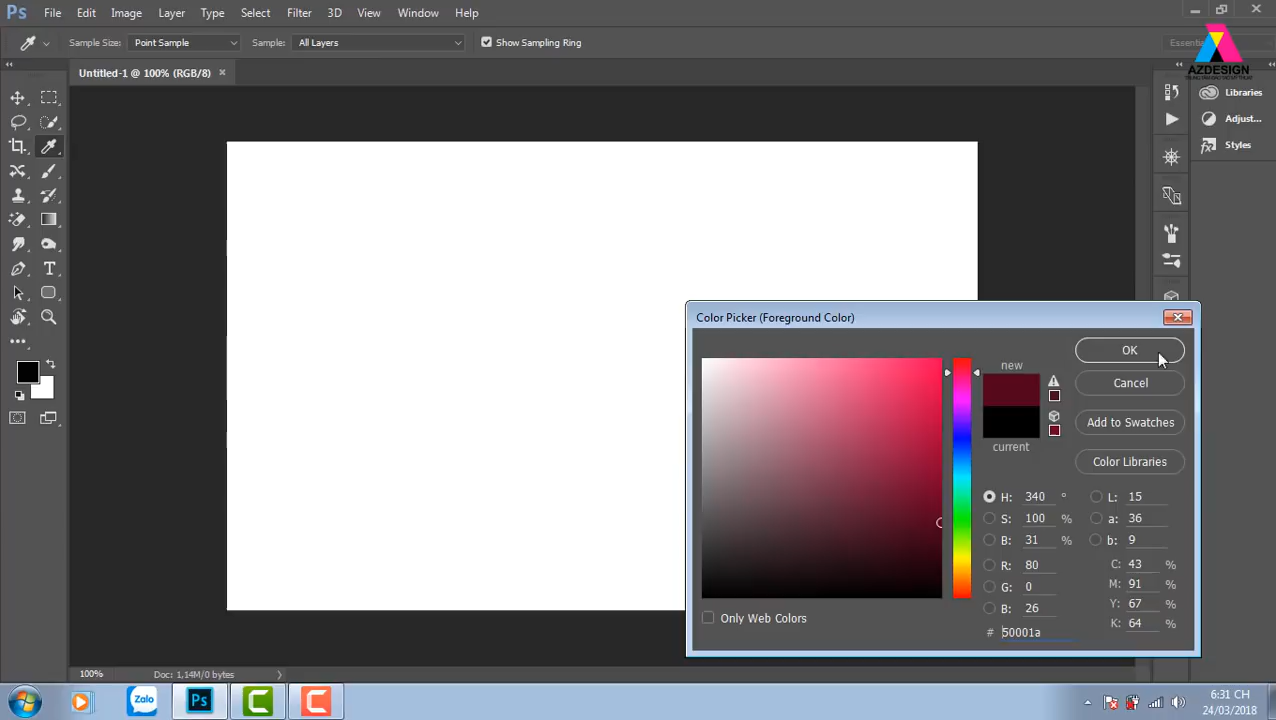 Ps File Edit Image Layer Type Select Filter 3D View Window Help
Sample Size: Point Sample Sample: All Layers Show Sampling Ring
AZDESIGN
Untitled-1 @ 100% (RGB/8) ×
Libraries
Adjust...
Styles
T
Color Picker (Foreground Color)
new
current
OK
Cancel
Add to Swatches
Color Libraries
H: 340 ° L: 15
S: 100 % a: 36
B: 31 % b: 9
R: 80 C: 43 %
G: 0 M: 91 %
B: 26 Y: 67 %
# 50001a K: 64 %
Only Web Colors
100% Doc: 1,14M/0 bytes
Zalo Ps C C
6:31 CH
24/03/2018